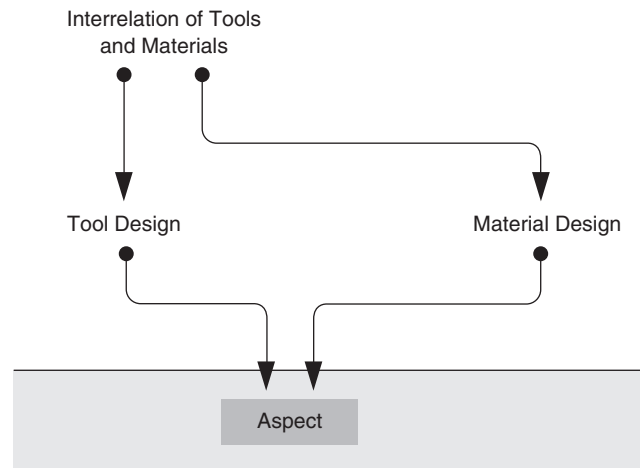 Interrelation of Tools
and Materials
Tool Design
Material Design
Aspect